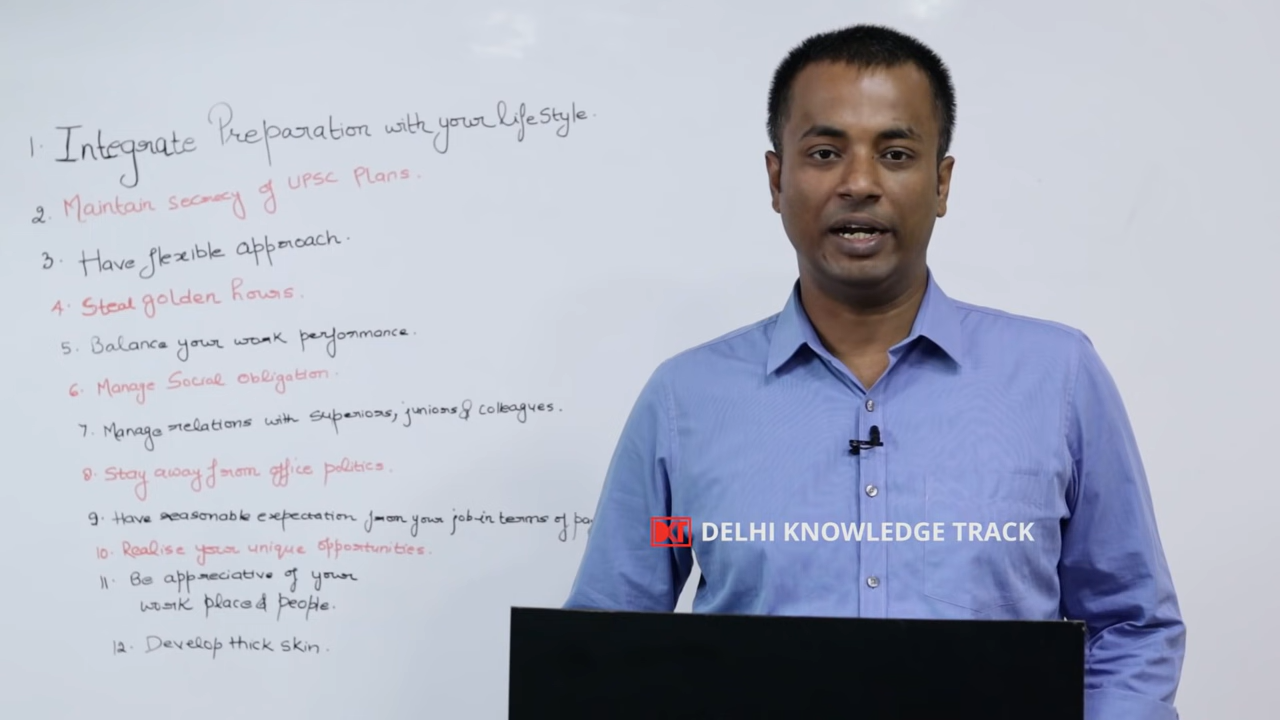 1. Integrate Preparation with your life style.
2. Maintain secrecy of UPSC Plans.
3. Have flexible approach.
4. Steal golden hours.
5. Balance your work performance.
6. Manage Social obligation.
7. Manage relations with superiors, juniors & colleagues.
8. Stay away from office politics.
9. Have reasonable expectation from your job-in terms of
10. Realise your unique opportunities.
11. Be appreciative of your
work place & people.
12. Develop thick skin.
DKT DELHI KNOWLEDGE TRACK